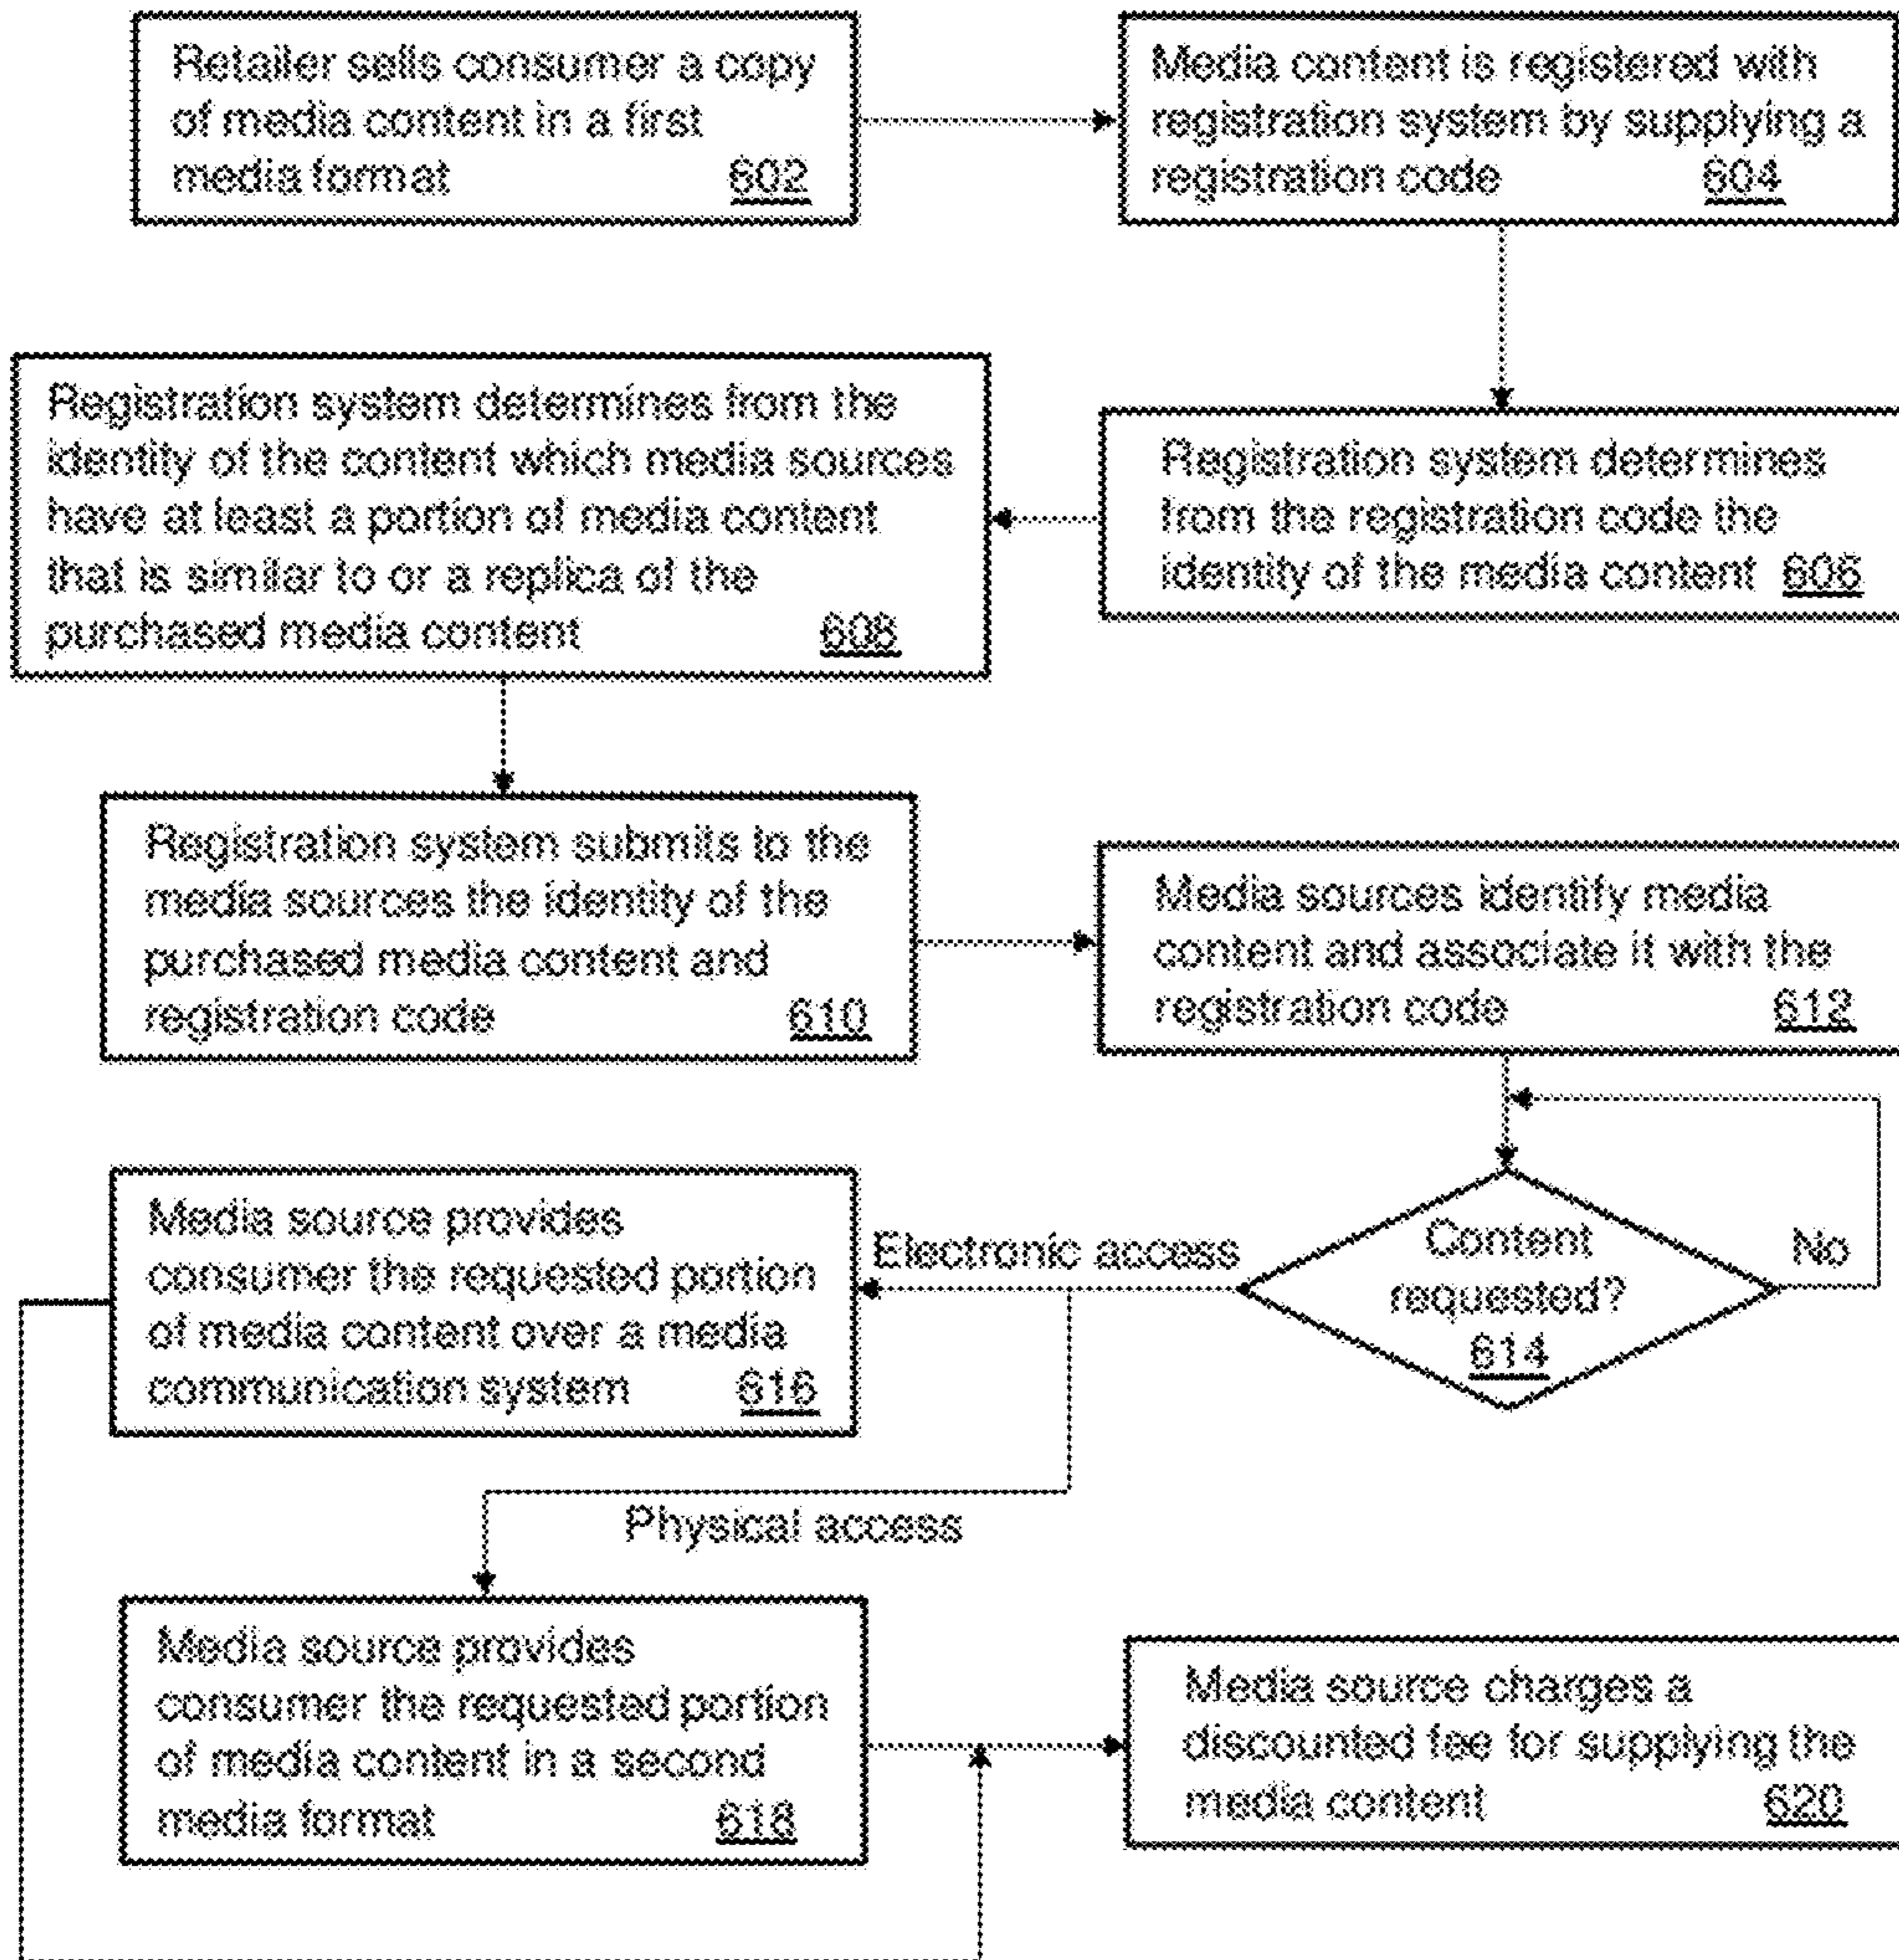 Retailer sells consumer a copy
of media content in a first
media format 602
Media content is registered with
registration system by supplying a
registration code 604
Registration system determines
from the registration code the
identity of the media content 606
Registration system determines from the
identity of the content which media sources
have at least a portion of media content
that is similar to or a replica of the
purchased media content 608
Registration system submits to the
media sources the identity of the
purchased media content and
registration code 610
Media sources identify media
content and associate it with the
registration code 612
Content
requested?
614
No
Electronic access
Media source provides
consumer the requested portion
of media content over a media
communication system 616
Physical access
Media source provides
consumer the requested portion
of media content in a second
media format 618
Media source charges a
discounted fee for supplying the
media content 620